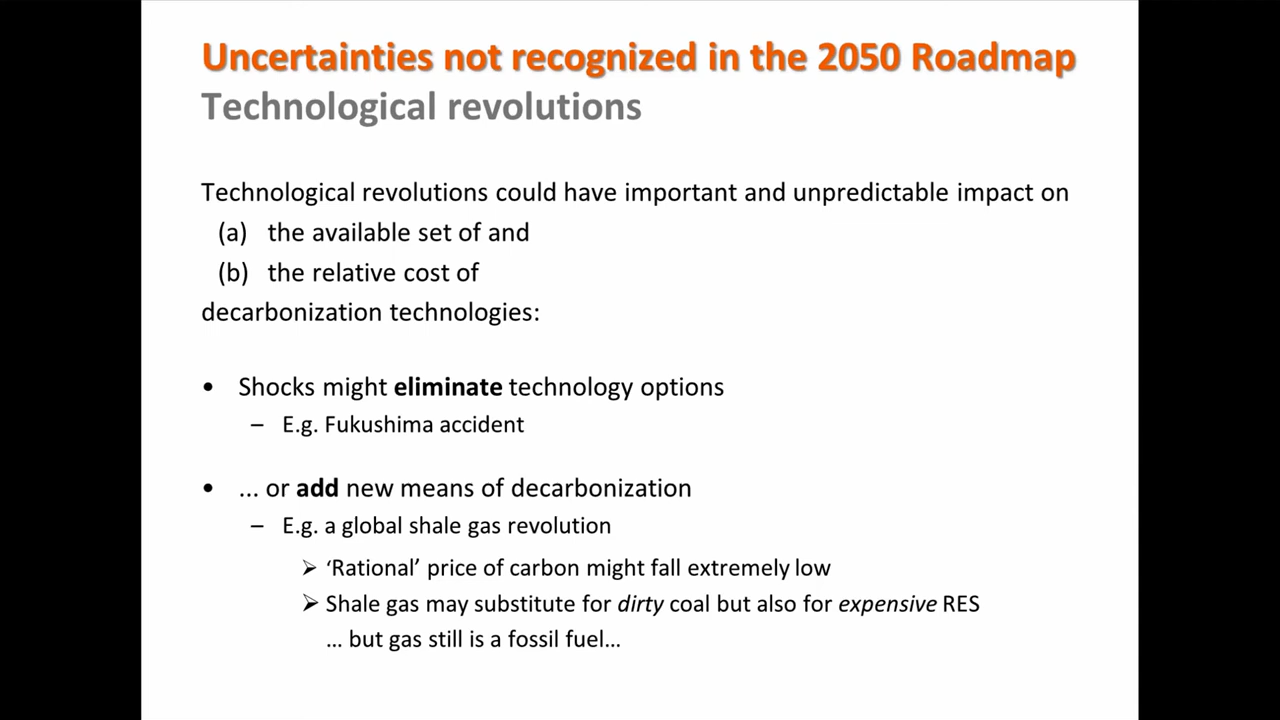 Uncertainties not recognized in the 2050 Roadmap
Technological revolutions
Technological revolutions could have important and unpredictable impact on
(a) the available set of and
(b) the relative cost of
decarbonization technologies:
• Shocks might eliminate technology options
– E.g. Fukushima accident
• ... or add new means of decarbonization
– E.g. a global shale gas revolution
➢ ‘Rational’ price of carbon might fall extremely low
➢ Shale gas may substitute for dirty coal but also for expensive RES
… but gas still is a fossil fuel…